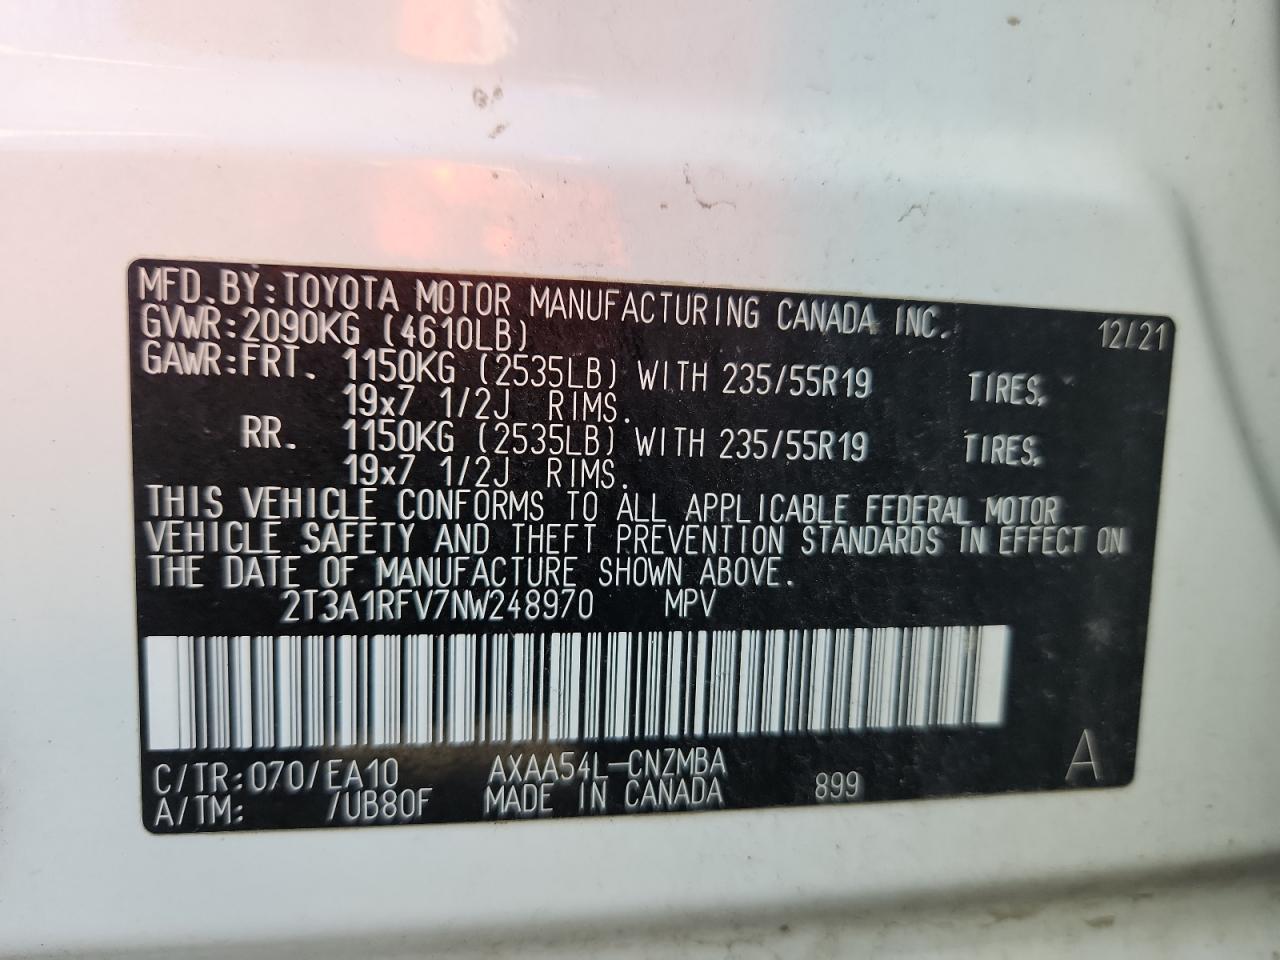 MFD.BY:TOYOTA MOTOR MANUFACTURING CANADA INC. 12/21
GVWR:2090KG (4610LB)
GAWR:FRT. 1150KG (2535LB) WITH 235/55R19 TIRES,
19x7 1/2J RIMS.
RR. 1150KG (2535LB) WITH 235/55R19 TIRES,
19x7 1/2J RIMS.
THIS VEHICLE CONFORMS TO ALL APPLICABLE FEDERAL MOTOR
VEHICLE SAFETY AND THEFT PREVENTION STANDARDS IN EFFECT ON
THE DATE OF MANUFACTURE SHOWN ABOVE.
2T3A1RFV7NW248970 MPV
C/TR:070/EA10 AXAA54L-CNZMBA 899 A
A/TM: /UB80F MADE IN CANADA